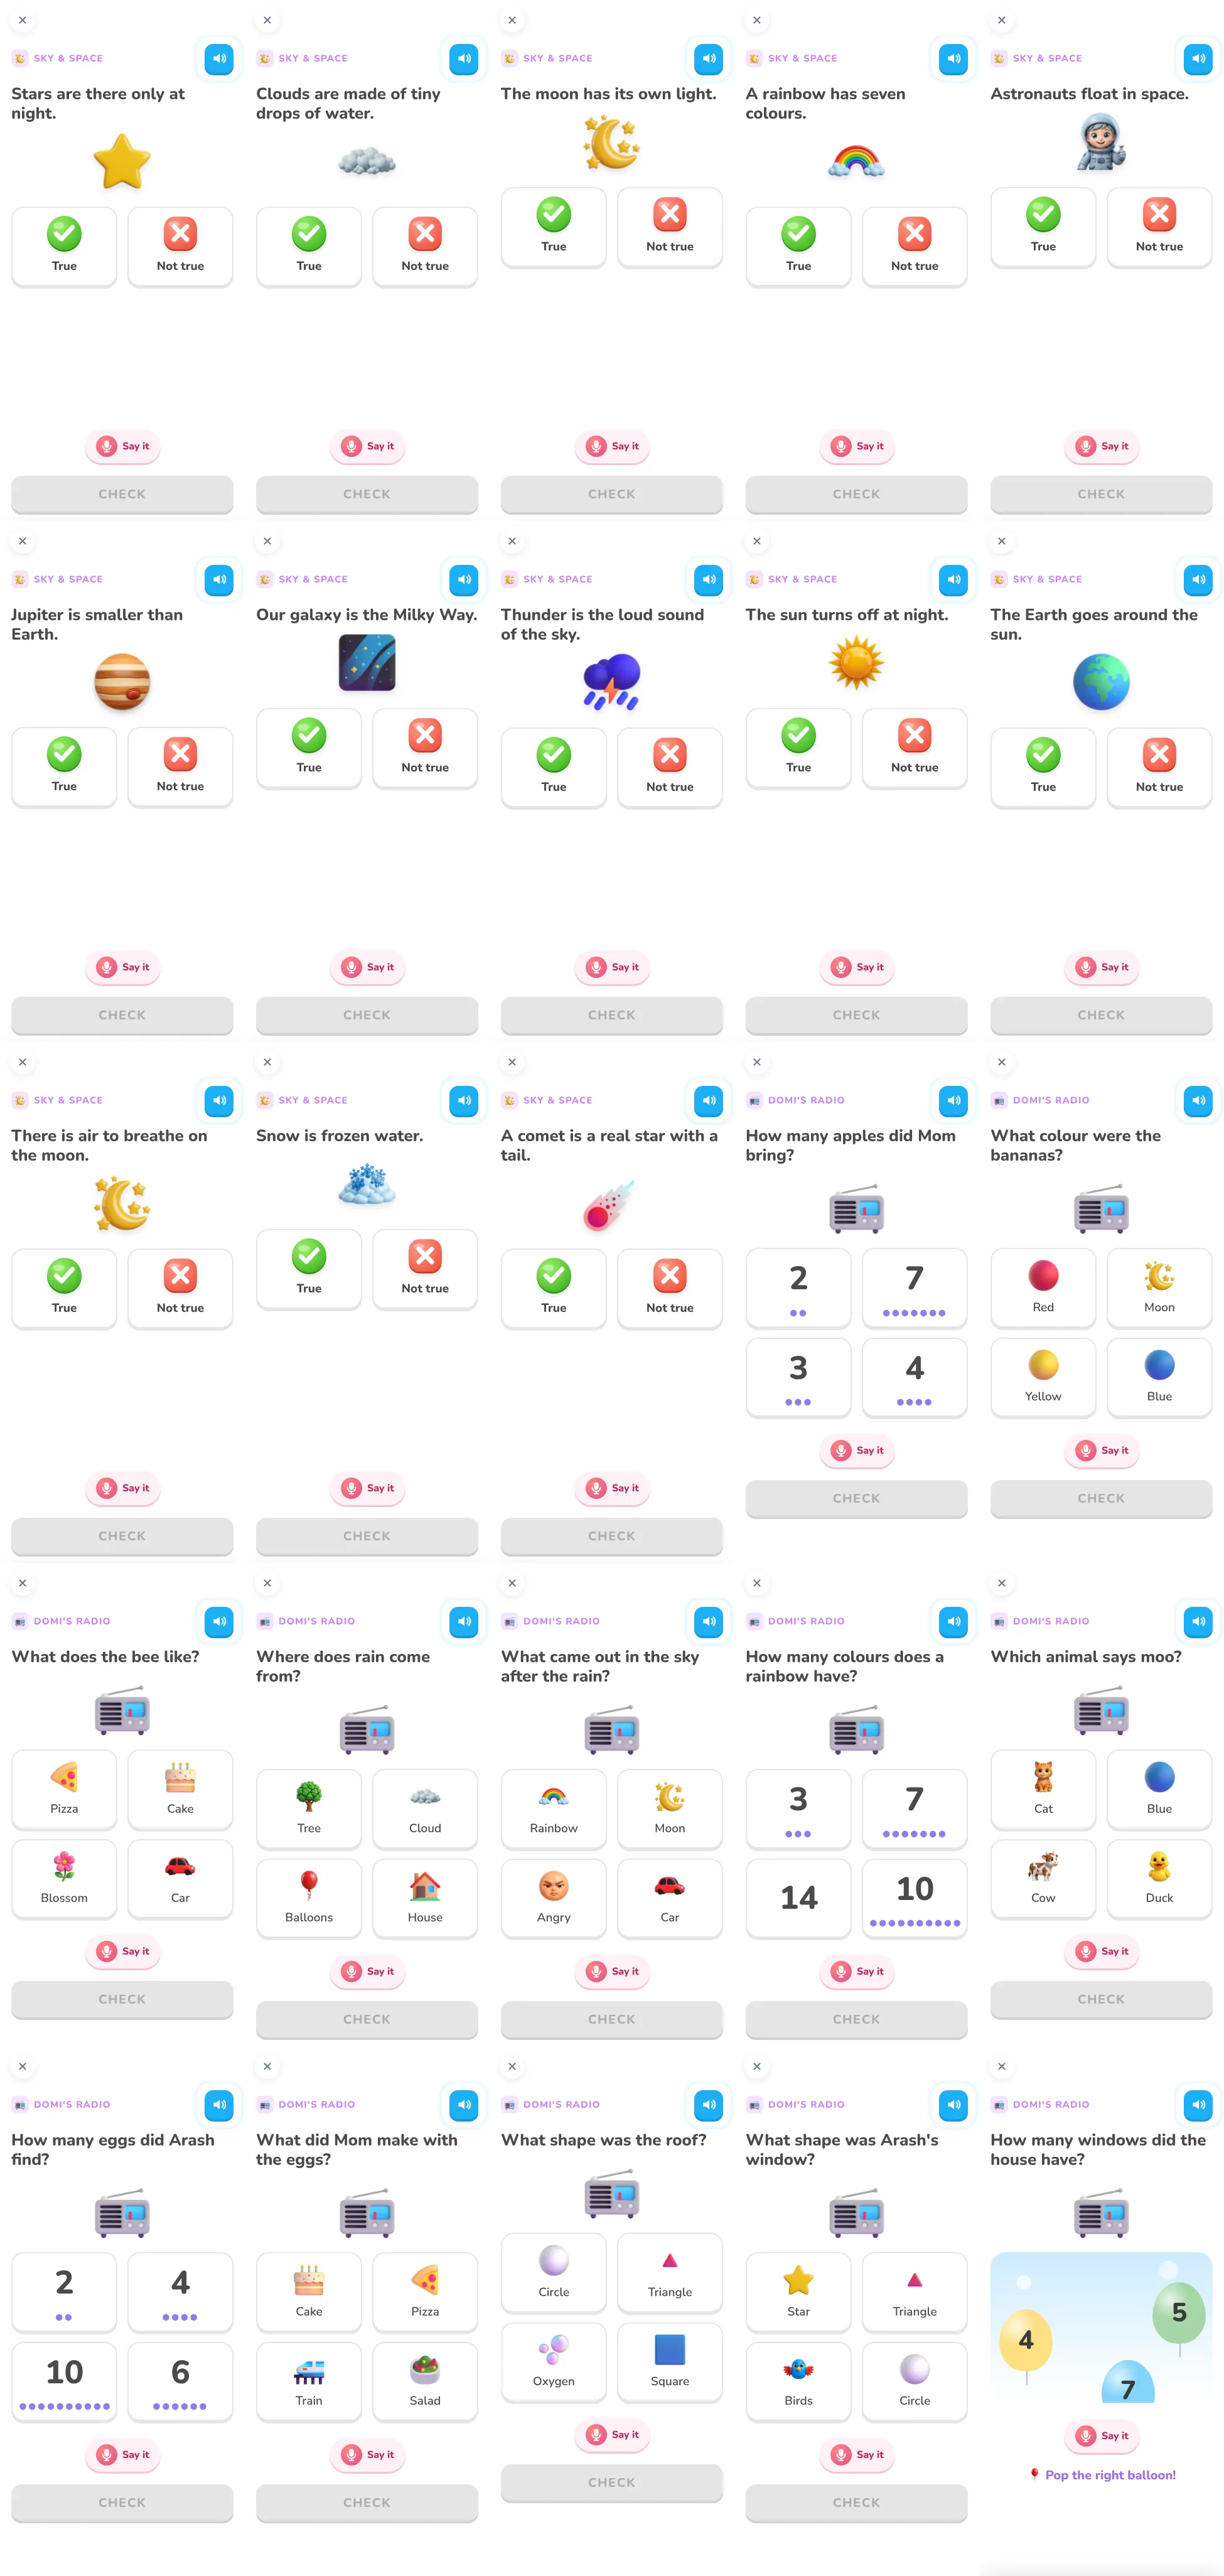 SKY & SPACE
Stars are there only at
night.
True
Not true
Say it
CHECK
SKY & SPACE
Clouds are made of tiny
drops of water.
True
Not true
Say it
CHECK
SKY & SPACE
The moon has its own light.
True
Not true
Say it
CHECK
SKY & SPACE
A rainbow has seven
colours.
True
Not true
Say it
CHECK
SKY & SPACE
Astronauts float in space.
True
Not true
Say it
CHECK
SKY & SPACE
Jupiter is smaller than
Earth.
True
Not true
Say it
CHECK
SKY & SPACE
Our galaxy is the Milky Way.
True
Not true
Say it
CHECK
SKY & SPACE
Thunder is the loud sound
of the sky.
True
Not true
Say it
CHECK
SKY & SPACE
The sun turns off at night.
True
Not true
Say it
CHECK
SKY & SPACE
The Earth goes around the
sun.
True
Not true
Say it
CHECK
SKY & SPACE
There is air to breathe on
the moon.
True
Not true
Say it
CHECK
SKY & SPACE
Snow is frozen water.
True
Not true
Say it
CHECK
SKY & SPACE
A comet is a real star with a
tail.
True
Not true
Say it
CHECK
DOMI'S RADIO
How many apples did Mom
bring?
2
7
3
4
Say it
CHECK
DOMI'S RADIO
What colour were the
bananas?
Red
Moon
Yellow
Blue
Say it
CHECK
DOMI'S RADIO
What does the bee like?
Pizza
Cake
Blossom
Car
Say it
CHECK
DOMI'S RADIO
Where does rain come
from?
Tree
Cloud
Balloons
House
Say it
CHECK
DOMI'S RADIO
What came out in the sky
after the rain?
Rainbow
Moon
Angry
Car
Say it
CHECK
DOMI'S RADIO
How many colours does a
rainbow have?
3
7
14
10
Say it
CHECK
DOMI'S RADIO
Which animal says moo?
Cat
Blue
Cow
Duck
Say it
CHECK
DOMI'S RADIO
How many eggs did Arash
find?
2
4
10
6
Say it
CHECK
DOMI'S RADIO
What did Mom make with
the eggs?
Cake
Pizza
Train
Salad
Say it
CHECK
DOMI'S RADIO
What shape was the roof?
Circle
Triangle
Oxygen
Square
Say it
CHECK
DOMI'S RADIO
What shape was Arash's
window?
Star
Triangle
Birds
Circle
Say it
CHECK
DOMI'S RADIO
How many windows did the
house have?
5
4
7
Say it
Pop the right balloon!